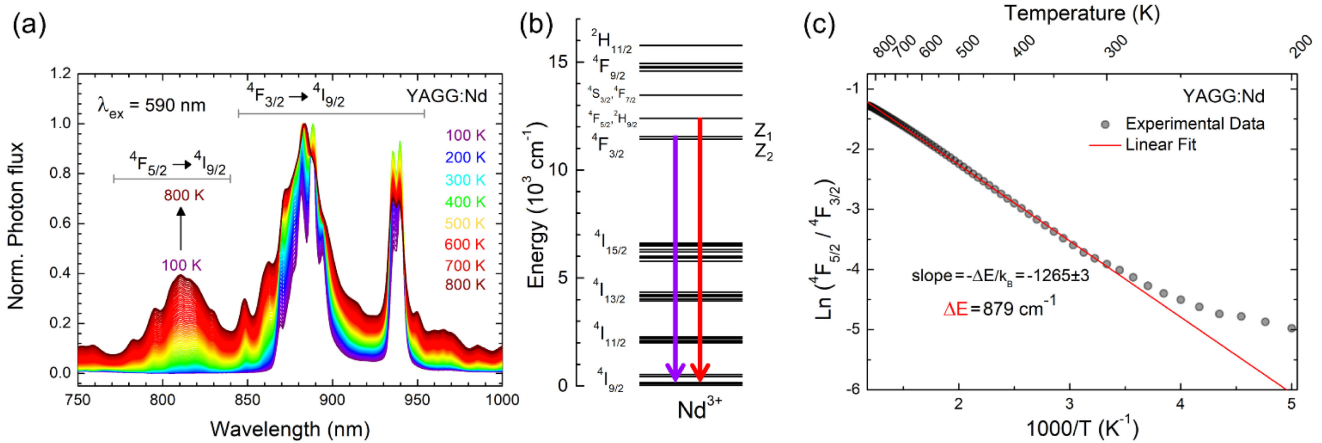 (a)
Norm. Photon flux
1.2
1.0
0.8
0.6
0.4
0.2
0.0
λex = 590 nm
⁴F₃/₂ → ⁴I₉/₂
YAGG:Nd
⁴F₅/₂ → ⁴I₉/₂
800 K
100 K
100 K
200 K
300 K
400 K
500 K
600 K
700 K
800 K
750 800 850 900 950 1000
Wavelength (nm)
(b)
Energy (10³ cm⁻¹)
15
10
5
0
²H₁₁/₂
⁴F₉/₂
⁴S₃/₂,⁴F₇/₂
⁴F₅/₂,²H₉/₂
⁴F₃/₂
Z₁
Z₂
⁴I₁₅/₂
⁴I₁₃/₂
⁴I₁₁/₂
⁴I₉/₂
Nd³⁺
(c)
Temperature (K)
800 700 600 500 400 300 200
Ln (⁴F₅/₂ / ⁴F₃/₂)
-1
-2
-3
-4
-5
-6
YAGG:Nd
Experimental Data
Linear Fit
slope=-ΔE/kB=-1265±3
ΔE=879 cm⁻¹
2 3 4 5
1000/T (K⁻¹)